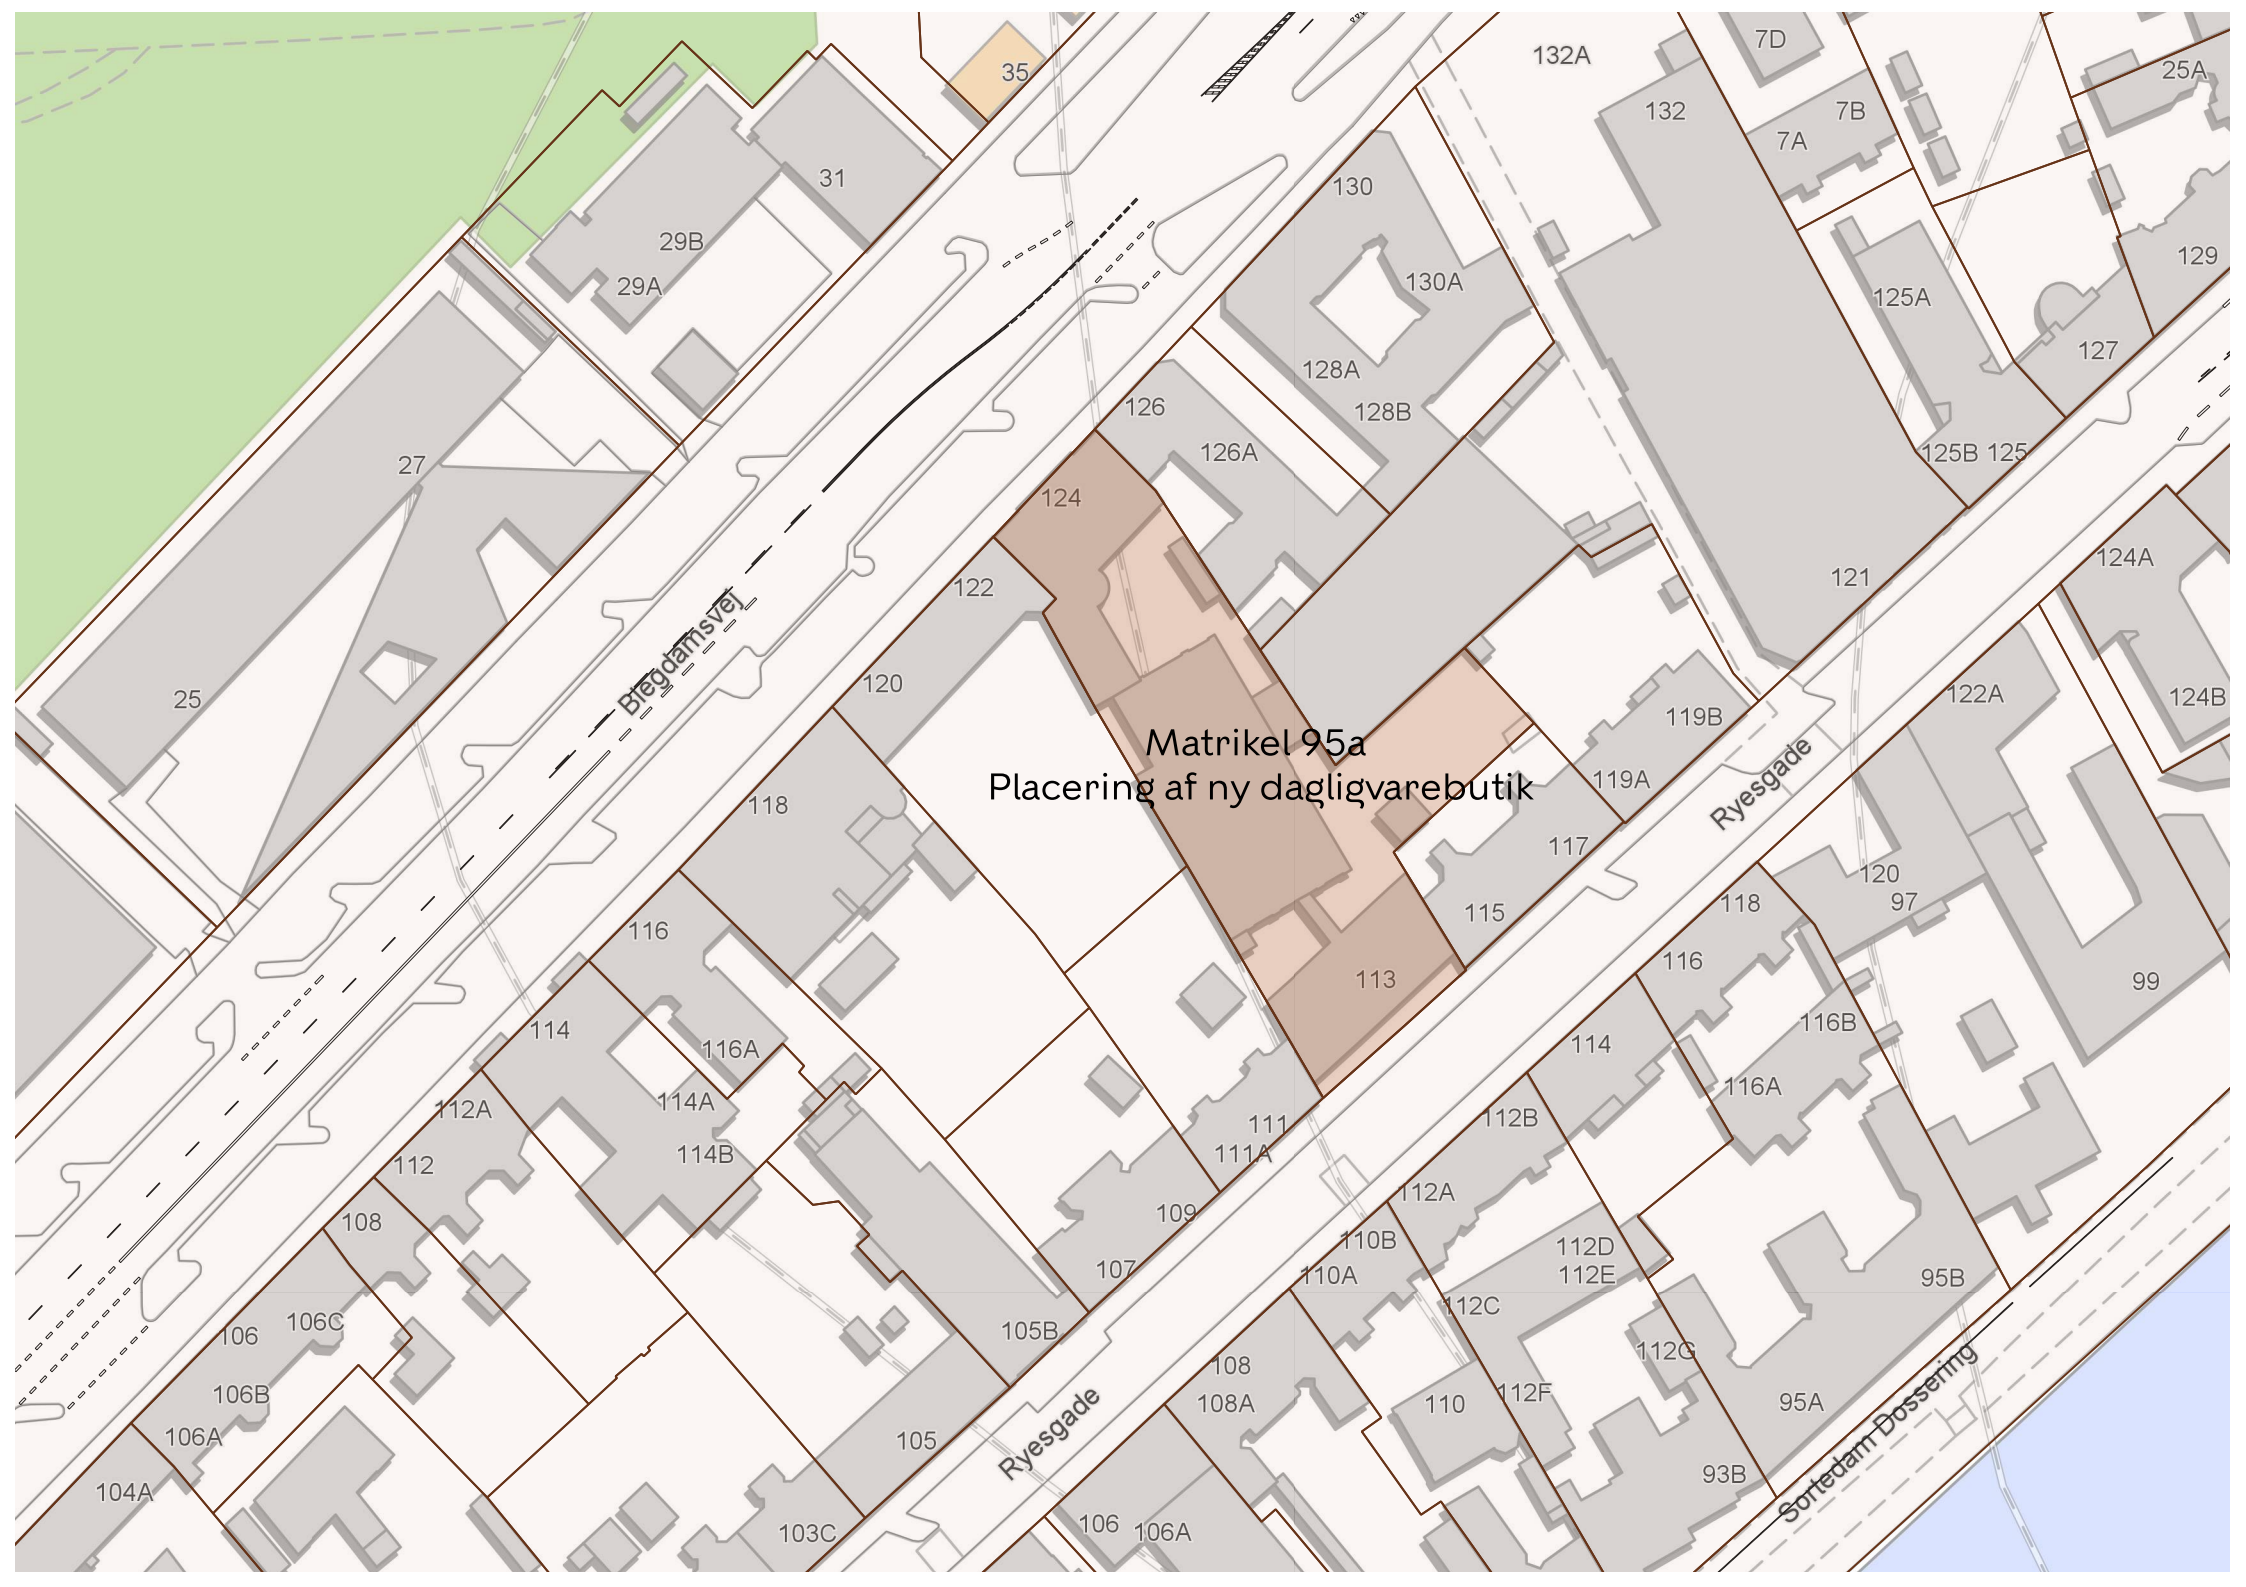 7D
132A
25A
35
132
7B
7A
31
130
29B
129
130A
29A
125A
127
128A
126
128B
126A
125B
125
27
124
124A
121
122
120
25
Blegdamsvej
122A
124B
119B
Matrikel 95a
Placering af ny dagligvarebutik
119A
Ryesgade
118
117
120
97
118
115
116
116
113
99
114
116A
116B
114
112A
114A
116A
112B
111
114B
111A
112
112A
109
108
110B
112D
107
110A
112E
95B
106C
106
105B
112C
112G
108
106B
108A
112F
110
95A
Sortedam Dossering
106A
105
Ryesgade
93B
104A
103C
106
106A